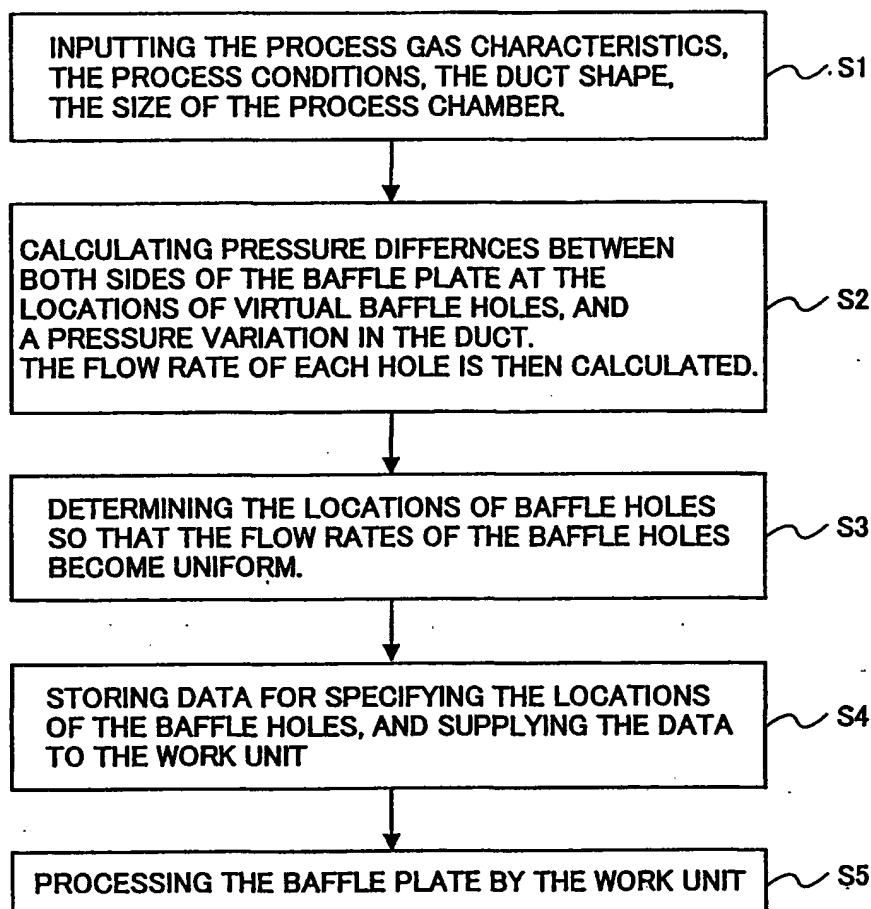 INPUTTING THE PROCESS GAS CHARACTERISTICS,
THE PROCESS CONDITIONS, THE DUCT SHAPE,
THE SIZE OF THE PROCESS CHAMBER.
S1
CALCULATING PRESSURE DIFFERNCES BETWEEN
BOTH SIDES OF THE BAFFLE PLATE AT THE
LOCATIONS OF VIRTUAL BAFFLE HOLES, AND
A PRESSURE VARIATION IN THE DUCT.
THE FLOW RATE OF EACH HOLE IS THEN CALCULATED.
S2
DETERMINING THE LOCATIONS OF BAFFLE HOLES
SO THAT THE FLOW RATES OF THE BAFFLE HOLES
BECOME UNIFORM.
S3
STORING DATA FOR SPECIFYING THE LOCATIONS
OF THE BAFFLE HOLES, AND SUPPLYING THE DATA
TO THE WORK UNIT
S4
PROCESSING THE BAFFLE PLATE BY THE WORK UNIT
S5